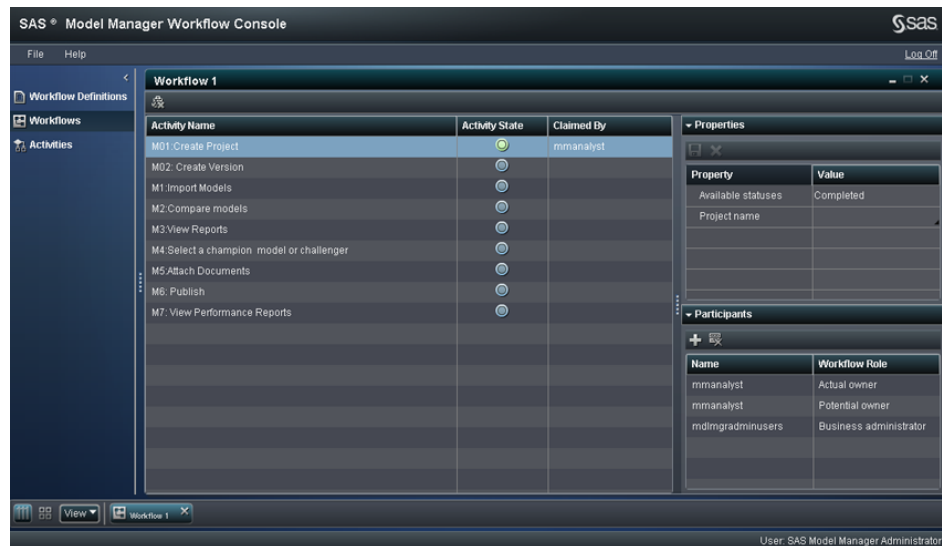 SAS ® Model Manager Workflow Console
sas
File Help
Log Off
Workflow Definitions
Workflows
Activities
Workflow 1
Activity Name Activity State Claimed By
M01:Create Project mmanalyst
M02: Create Version
M1:Import Models
M2:Compare models
M3:View Reports
M4:Select a champion model or challenger
M5:Attach Documents
M6: Publish
M7: View Performance Reports
Properties
Property Value
Available statuses Completed
Project name
Participants
Name Workflow Role
mmanalyst Actual owner
mmanalyst Potential owner
mdlmgradminusers Business administrator
View
Workflow 1
User: SAS Model Manager Administrator